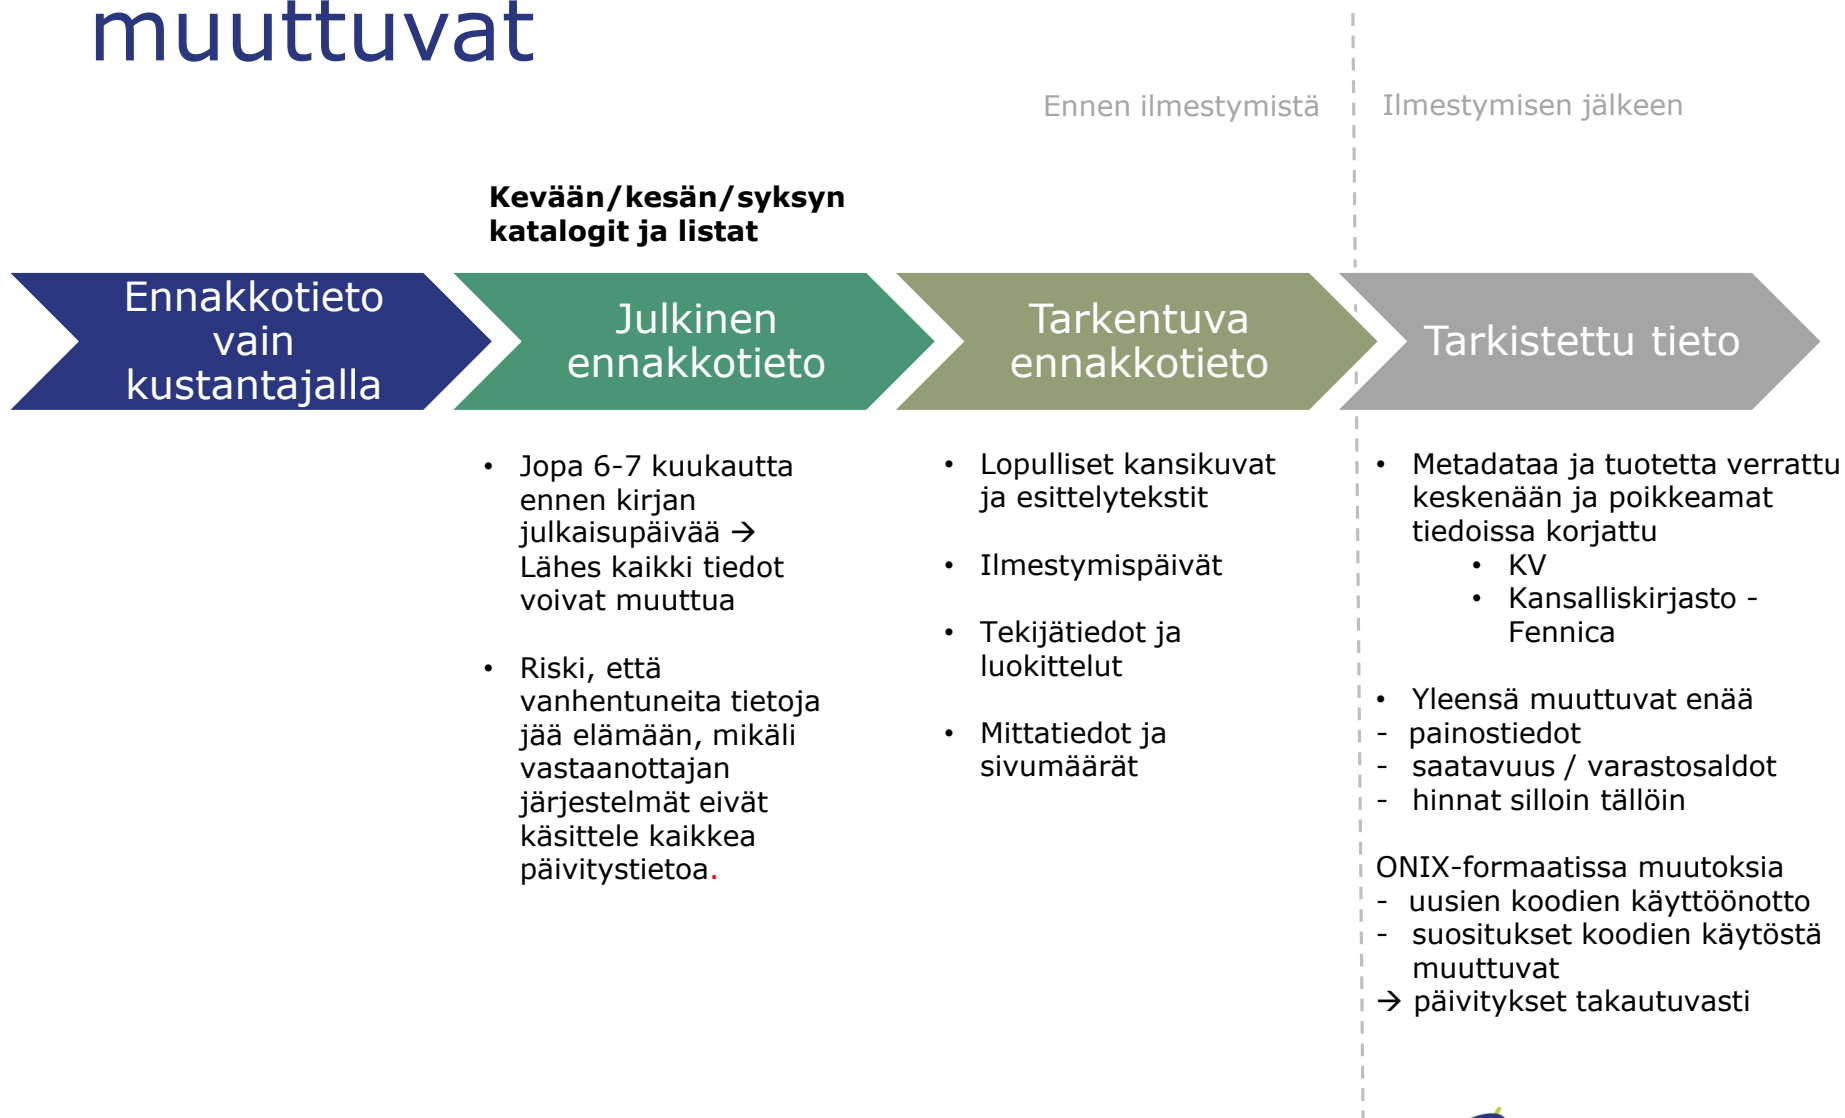 muuttuvat
Ennen ilmestymistä
Ilmestymisen jälkeen
Kevään/kesän/syksyn
katalogit ja listat
Ennakkotieto
vain
kustantajalla
Julkinen
ennakkotieto
Tarkentuva
ennakkotieto
Tarkistettu tieto
• Jopa 6-7 kuukautta
ennen kirjan
julkaisupäivää →
Lähes kaikki tiedot
voivat muuttua
• Riski, että
vanhentuneita tietoja
jää elämään, mikäli
vastaanottajan
järjestelmät eivät
käsittele kaikkea
päivitystietoa.
• Lopulliset kansikuvat
ja esittelytekstit
• Ilmestymispäivät
• Tekijätiedot ja
luokittelut
• Mittatiedot ja
sivumäärät
• Metadataa ja tuotetta verrattu
keskenään ja poikkeamat
tiedoissa korjattu
• KV
• Kansalliskirjasto -
Fennica
• Yleensä muuttuvat enää
- painostiedot
- saatavuus / varastosaldot
- hinnat silloin tällöin
ONIX-formaatissa muutoksia
- uusien koodien käyttöönotto
- suositukset koodien käytöstä
muuttuvat
→ päivitykset takautuvasti